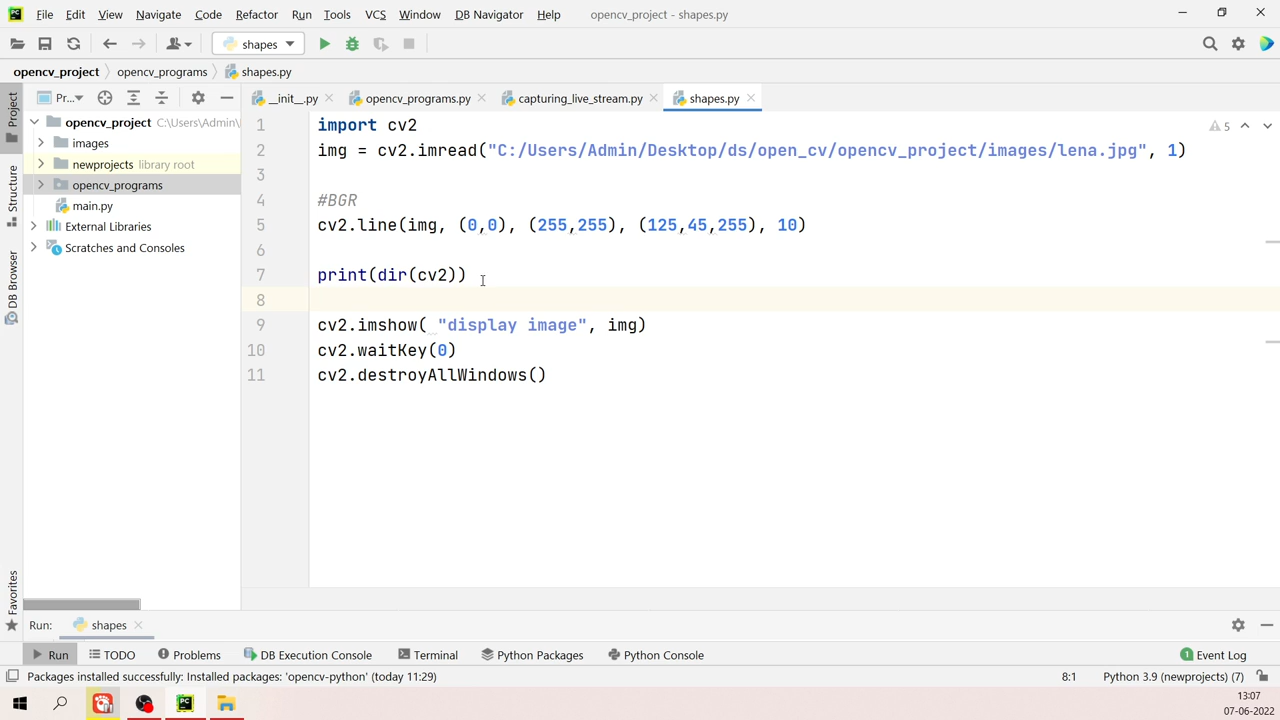 File Edit View Navigate Code Refactor Run Tools VCS Window DB Navigator Help opencv_project - shapes.py
shapes
opencv_project opencv_programs shapes.py
Pr... __init__.py opencv_programs.py capturing_live_stream.py shapes.py
Project
Structure
DB Browser
Favorites
opencv_project C:\Users\Admin\
images
newprojects library root
opencv_programs
main.py
External Libraries
Scratches and Consoles
5
1 import cv2
2 img = cv2.imread("C:/Users/Admin/Desktop/ds/open_cv/opencv_project/images/lena.jpg", 1)
3
4 #BGR
5 cv2.line(img, (0,0), (255,255), (125,45,255), 10)
6
7 print(dir(cv2))
8
9 cv2.imshow( "display image", img)
10 cv2.waitKey(0)
11 cv2.destroyAllWindows()
Run: shapes
Run TODO Problems DB Execution Console Terminal Python Packages Python Console 1 Event Log
Packages installed successfully: Installed packages: 'opencv-python' (today 11:29) 8:1 Python 3.9 (newprojects) (7)
PC
13:07
07-06-2022